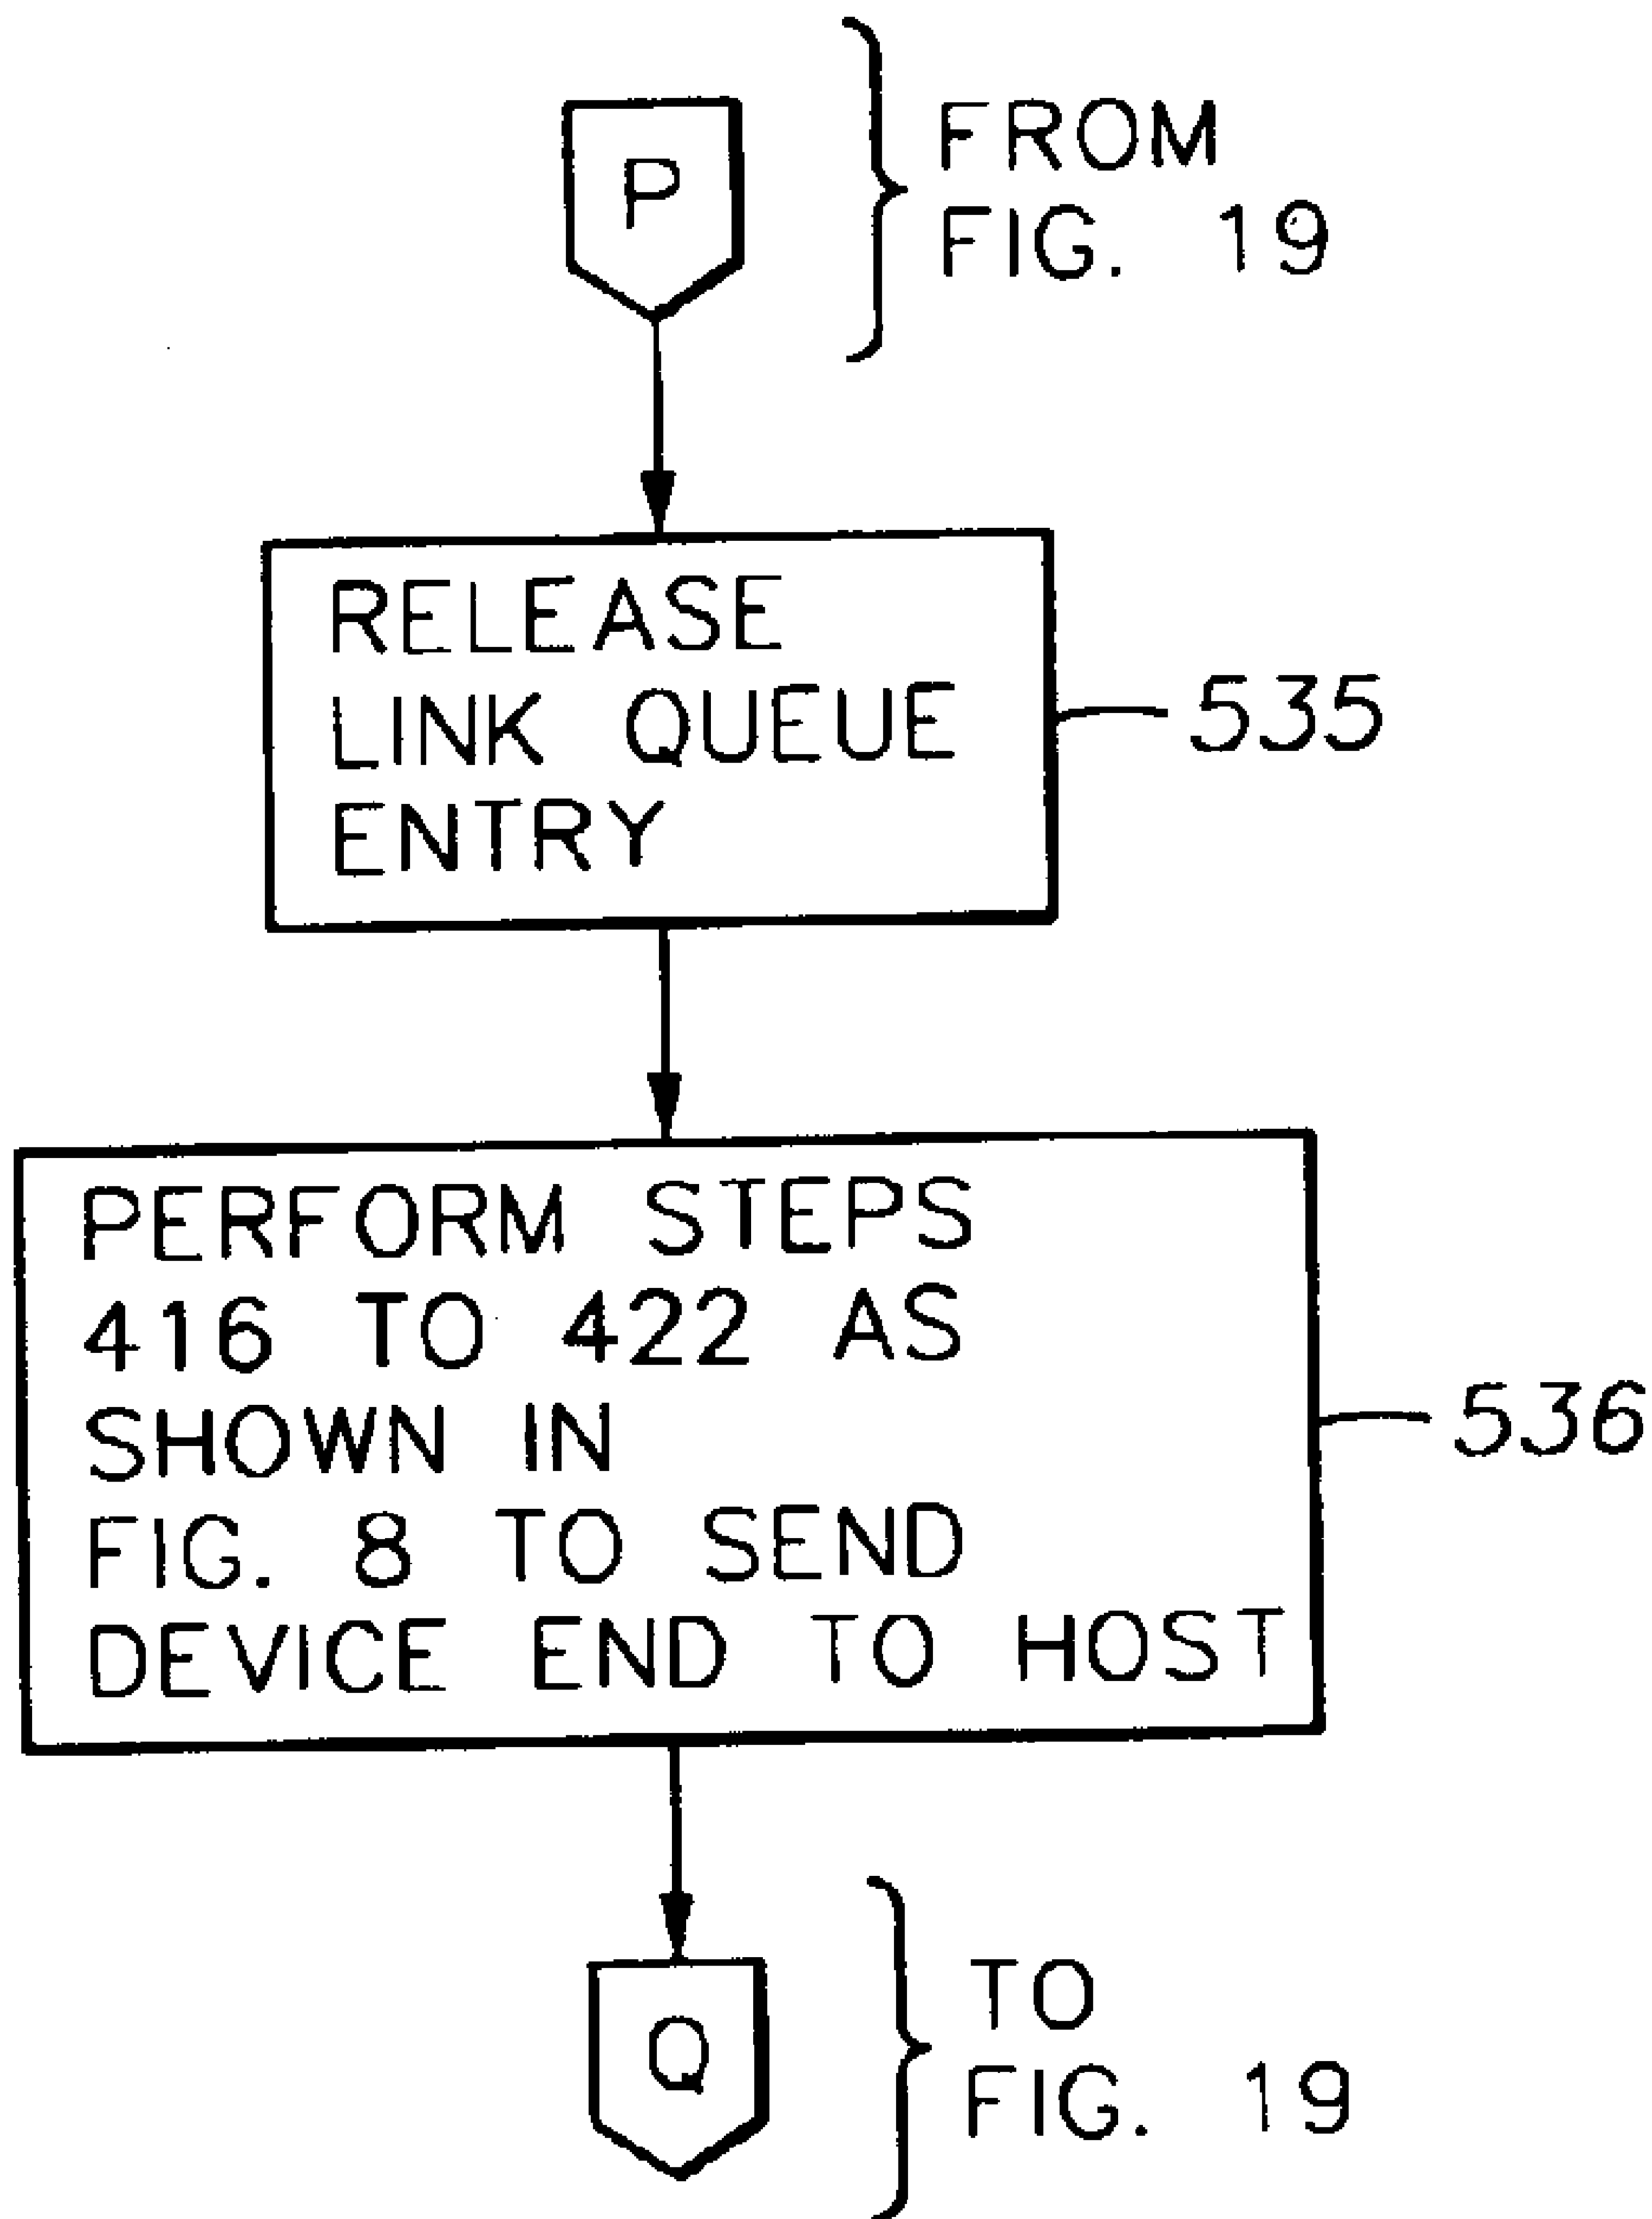 P
FROM
FIG. 19
RELEASE
LINK QUEUE
ENTRY
535
PERFORM STEPS
416 TO 422 AS
SHOWN IN
FIG. 8 TO SEND
DEVICE END TO HOST
536
Q
TO
FIG. 19